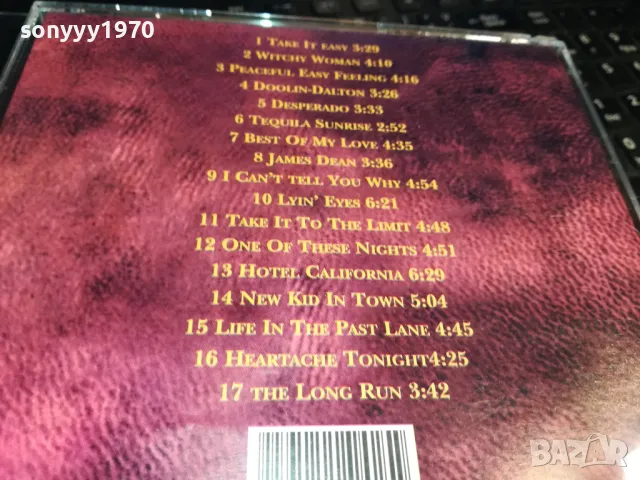 sonyyy1970
1 Take It easy 3:29
2 Witchy Woman 4:10
3 Peaceful Easy Feeling 4:16
4 Doolin-Dalton 3:26
5 Desperado 3:33
6 Tequila Sunrise 2:52
7 Best Of My Love 4:35
8 James Dean 3:36
9 I Can't tell You Why 4:54
10 Lyin' Eyes 6:21
11 Take It To The Limit 4:48
12 One Of These Nights 4:51
13 Hotel California 6:29
14 New Kid In Town 5:04
15 Life In The Past Lane 4:45
16 Heartache Tonight4:25
17 the Long Run 3:42
BAZAR